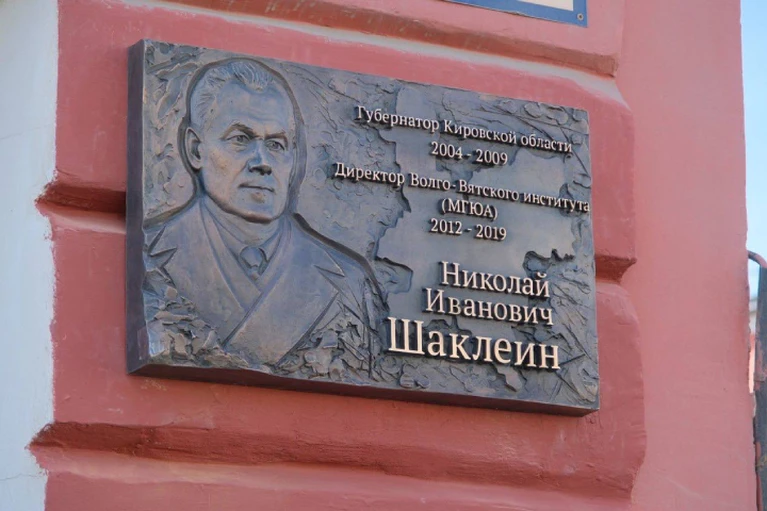 Губернатор Кировской области
2004 - 2009
Директор Волго-Вятского института
(МГЮА)
2012 - 2019
Николай
Иванович
Шаклеин